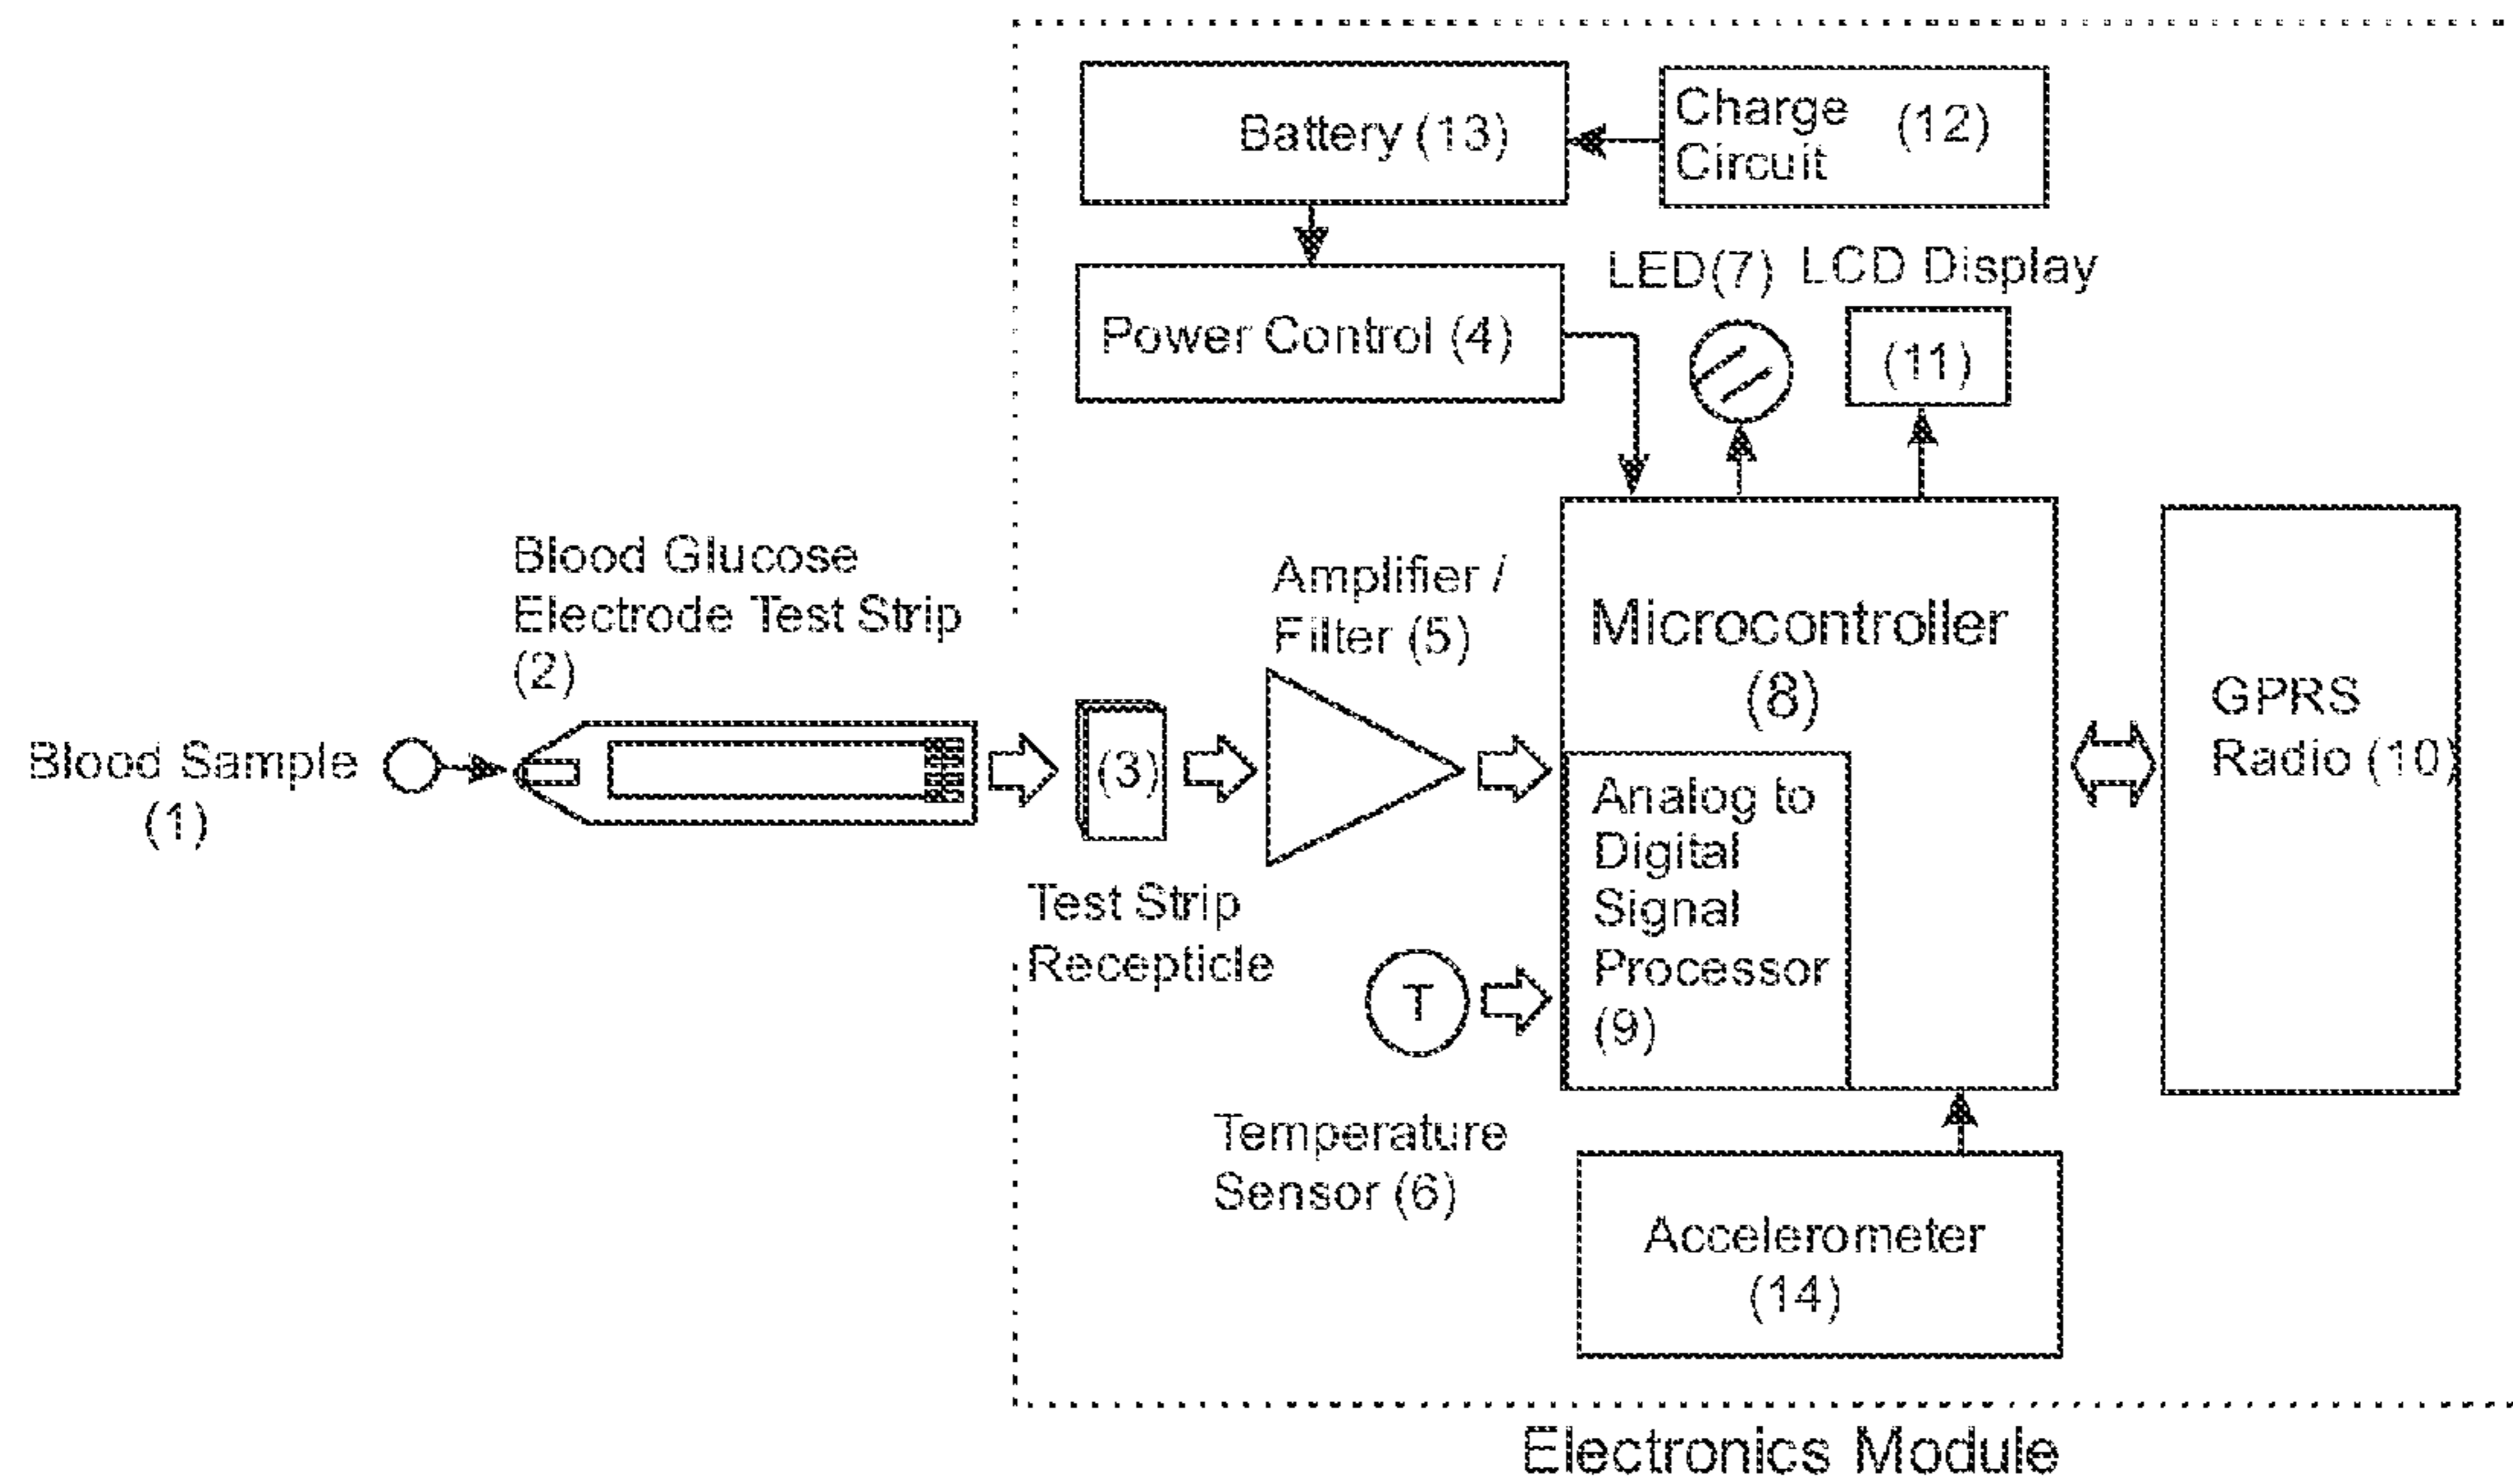 Battery (13)
Charge (12)
Circuit
Power Control (4)
LED(7)
LCD Display
(11)
Blood Glucose
Electrode Test Strip
(2)
Amplifier /
Filter (5)
Microcontroller
(8)
GPRS
Radio (10)
Blood Sample
(1)
(3)
Test Strip
Recepticle
Analog to
Digital
Signal
Processor
(9)
T
Temperature
Sensor (6)
Accelerometer
(14)
Electronics Module